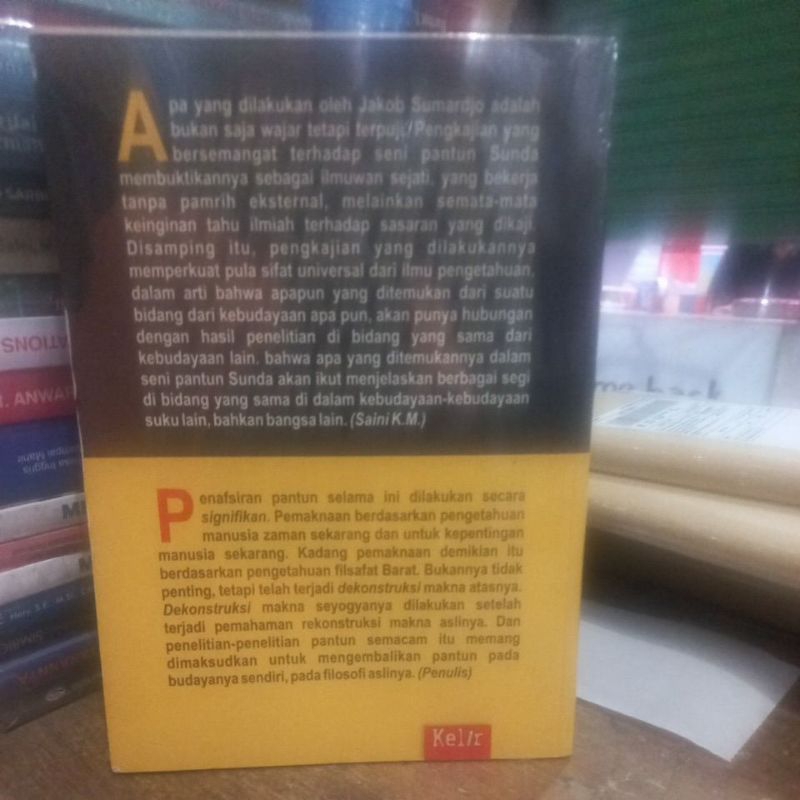 Apa yang dilakukan oleh Jakob Sumardjo adalah
bukan saja wajar tetapi terpuji./Pengkajian yang
bersemangat terhadap seni pantun Sunda
membuktikannya sebagai ilmuwan sejati, yang bekerja
tanpa pamrih eksternal, melainkan semata-mata
keinginan tahu ilmiah terhadap sasaran yang dikaji.
Disamping itu, pengkajian yang dilakukannya
memperkuat pula sifat universal dari ilmu pengetahuan,
dalam arti bahwa apapun yang ditemukan dari suatu
bidang dari kebudayaan apa pun, akan punya hubungan
dengan hasil penelitian di bidang yang sama dari
kebudayaan lain. bahwa apa yang ditemukannya dalam
seni pantun Sunda akan ikut menjelaskan berbagai segi
di bidang yang sama di dalam kebudayaan-kebudayaan
suku lain, bahkan bangsa lain. (Saini K.M.)
Penafsiran pantun selama ini dilakukan secara
signifikan. Pemaknaan berdasarkan pengetahuan
manusia zaman sekarang dan untuk kepentingan
manusia sekarang. Kadang pemaknaan demikian itu
berdasarkan pengetahuan filsafat Barat. Bukannya tidak
penting, tetapi telah terjadi dekonstruksi makna atasnya.
Dekonstruksi makna seyogyanya dilakukan setelah
terjadi pemahaman rekonstruksi makna aslinya. Dan
penelitian-penelitian pantun semacam itu memang
dimaksudkan untuk mengembalikan pantun pada
budayanya sendiri, pada filosofi aslinya. (Penulis)
Kelir
R. ANWAR